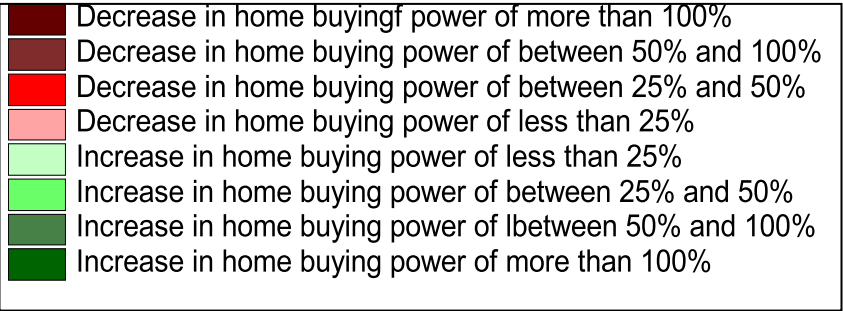 Decrease in home buyingf power of more than 100%
Decrease in home buying power of between 50% and 100%
Decrease in home buying power of between 25% and 50%
Decrease in home buying power of less than 25%
Increase in home buying power of less than 25%
Increase in home buying power of between 25% and 50%
Increase in home buying power of lbetween 50% and 100%
Increase in home buying power of more than 100%